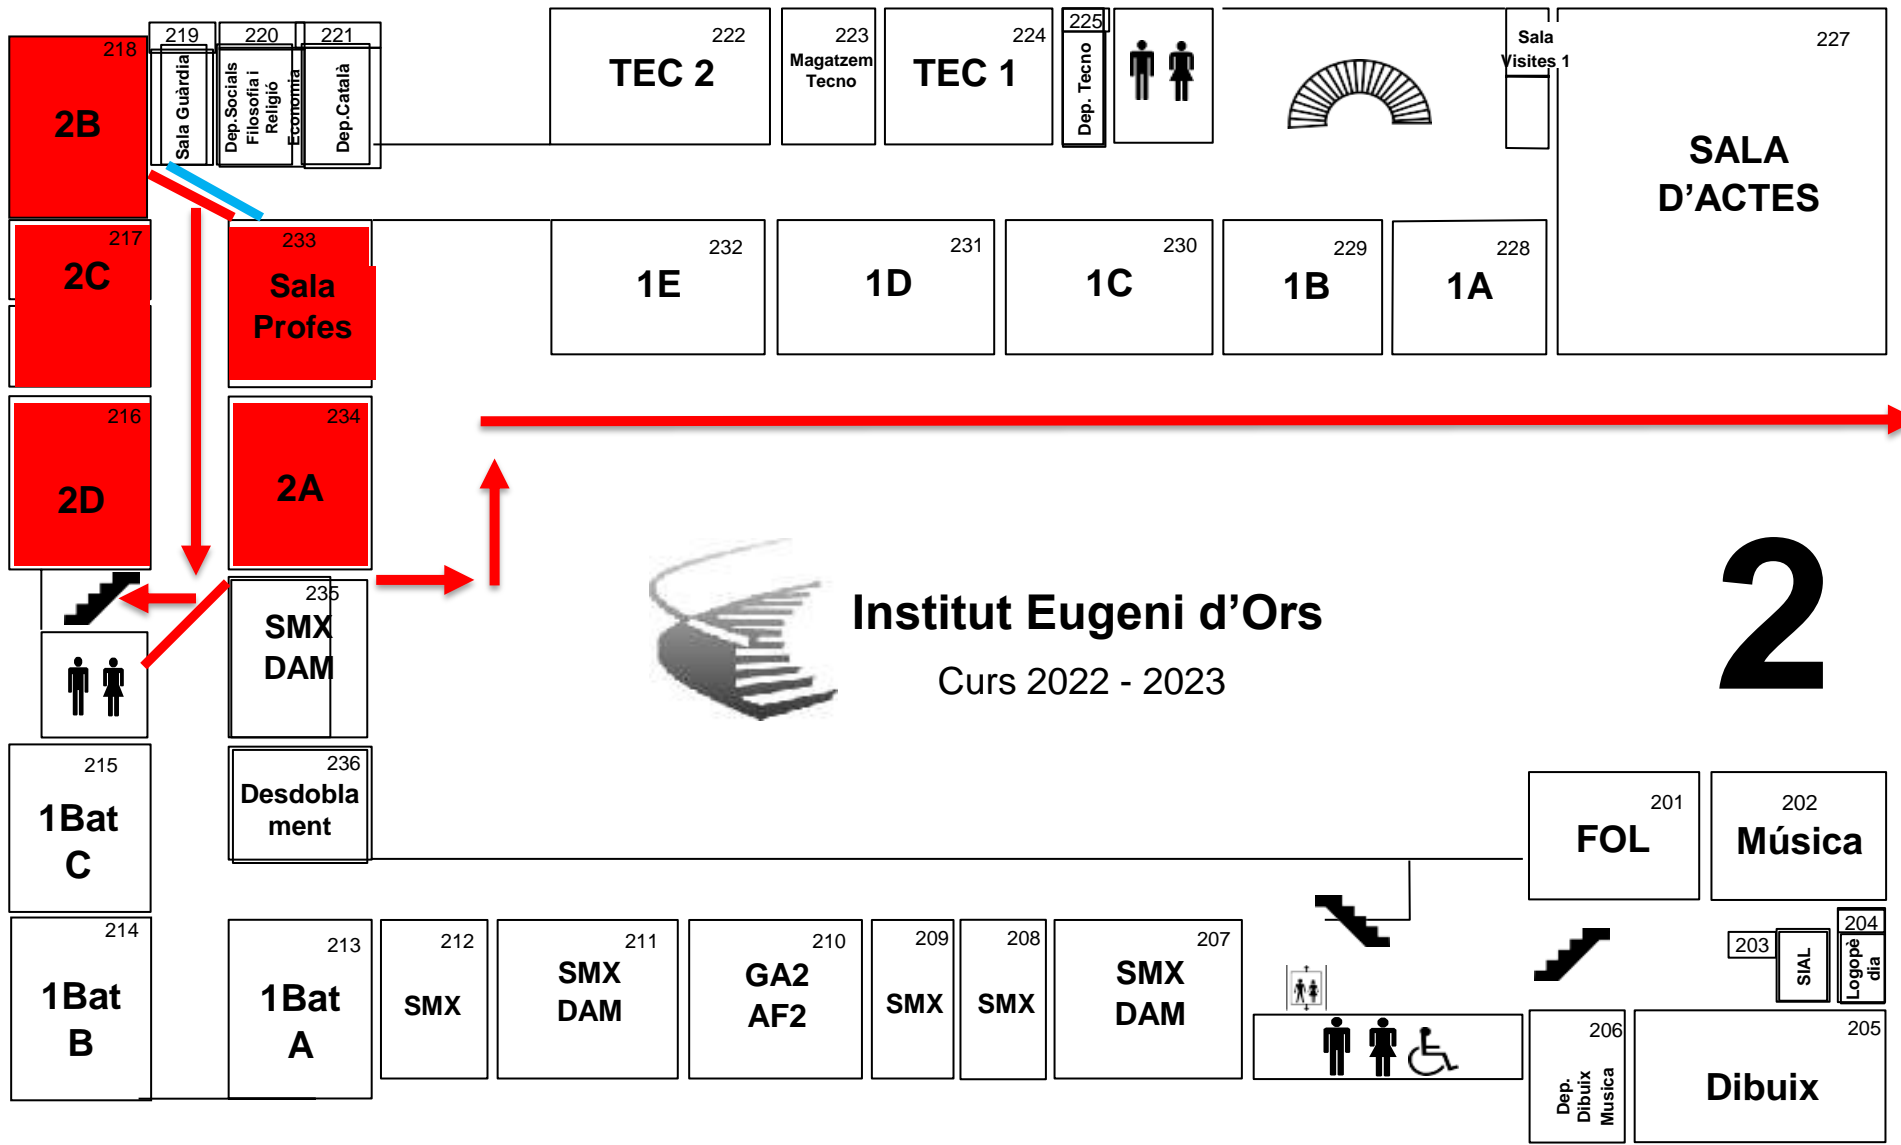 218
2B
219
Sala Guàrdia
220
Dep.Socials
Filosofia i
Religió
Economia
221
Dep.Català
222
TEC 2
223
Magatzem
Tecno
224
TEC 1
225
Dep. Tecno
Sala
Visites 1
227
SALA
D’ACTES
217
2C
233
Sala
Profes
232
1E
231
1D
230
1C
229
1B
228
1A
216
2D
234
2A
235
SMX
DAM
Institut Eugeni d’Ors
Curs 2022 - 2023
2
215
1Bat
C
236
Desdobla
ment
201
FOL
202
Música
214
1Bat
B
213
1Bat
A
212
SMX
211
SMX
DAM
210
GA2
AF2
209
SMX
208
SMX
207
SMX
DAM
203
SIAL
204
Logopè
dia
206
Dep.
Dibuix
Musica
205
Dibuix